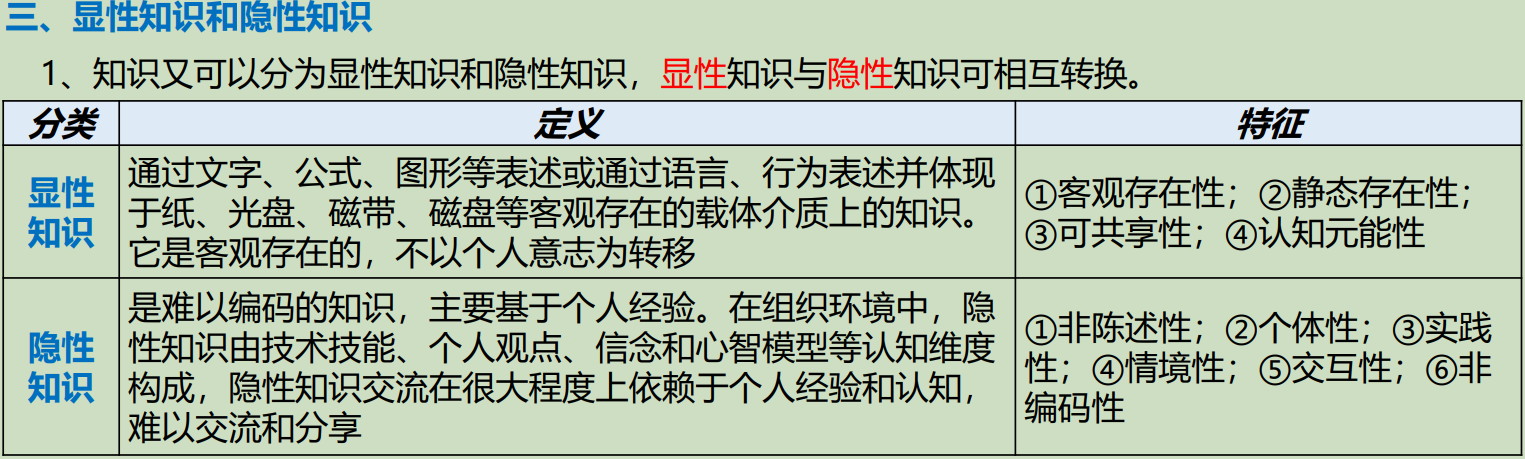 三、显性知识和隐性知识
1、知识又可以分为显性知识和隐性知识，显性知识与隐性知识可相互转换。
分类
定义
特征
显性
知识
通过文字、公式、图形等表述或通过语言、行为表述并体现
于纸、光盘、磁带、磁盘等客观存在的载体介质上的知识。
它是客观存在的，不以个人意志为转移
①客观存在性；②静态存在性；
③可共享性；④认知元能性
隐性
知识
是难以编码的知识，主要基于个人经验。在组织环境中，隐
性知识由技术技能、个人观点、信念和心智模型等认知维度
构成，隐性知识交流在很大程度上依赖于个人经验和认知，
难以交流和分享
①非陈述性；②个体性；③实践
性；④情境性；⑤交互性；⑥非
编码性